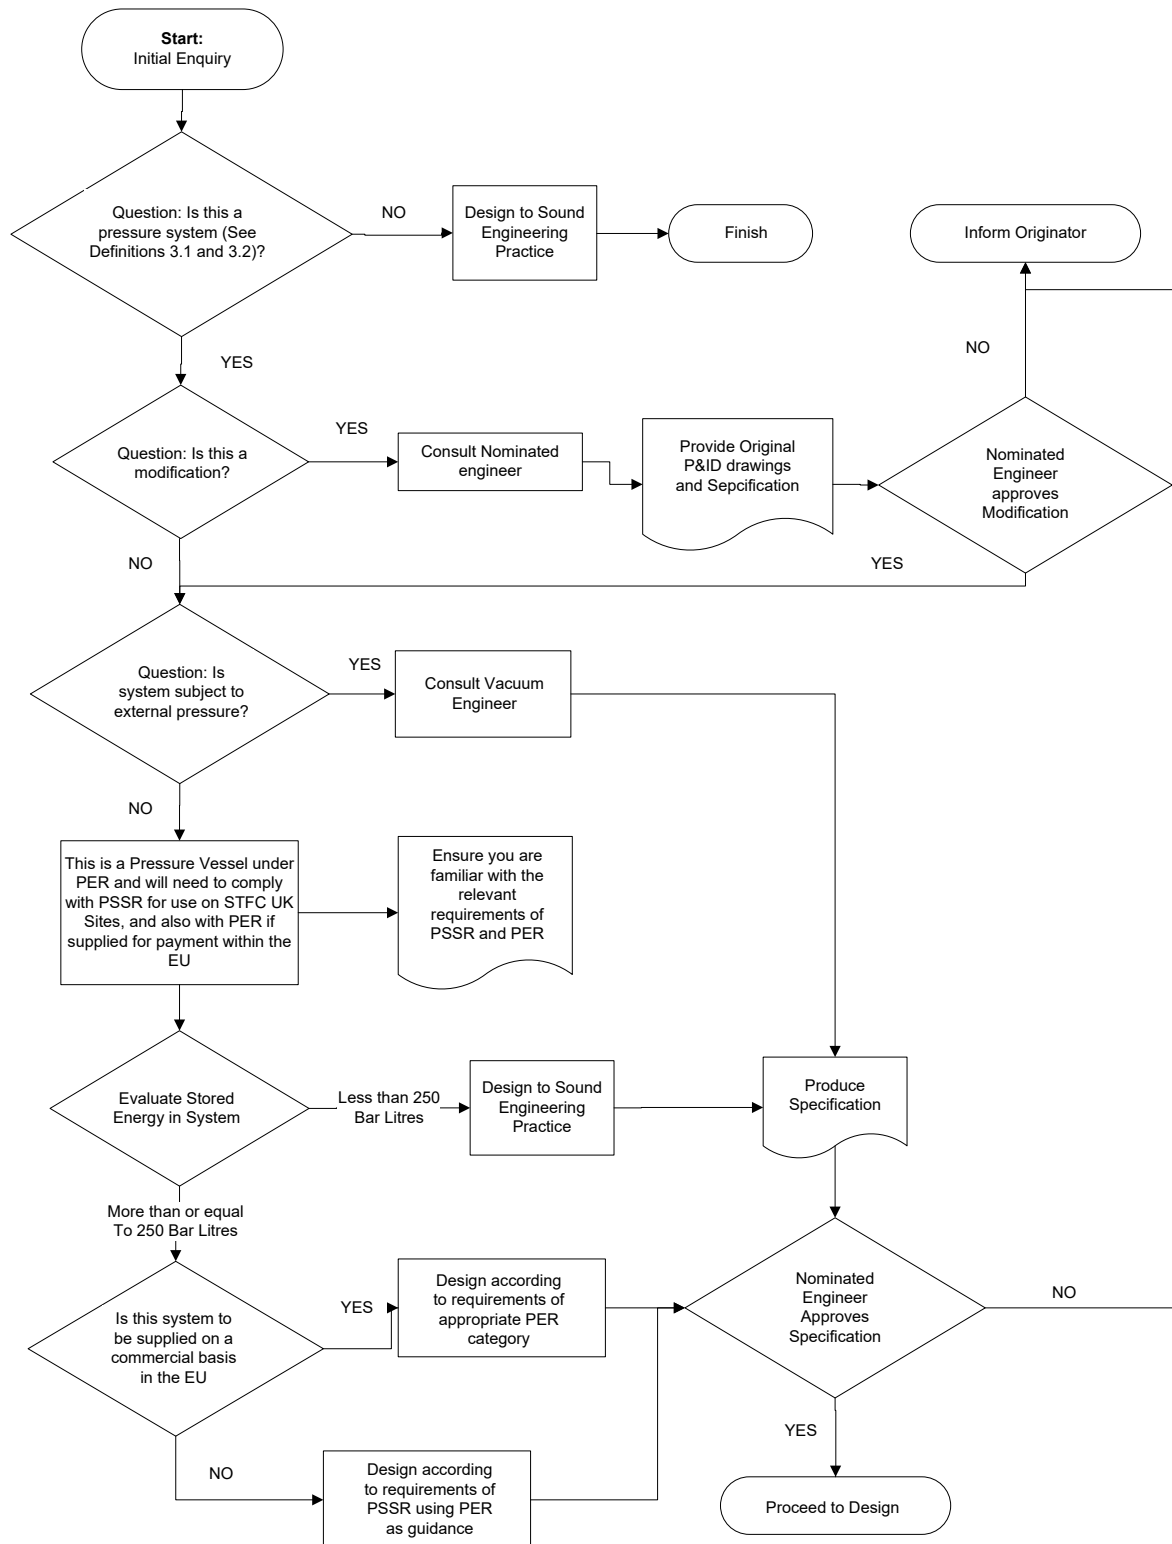 Start:
Initial Enquiry
Question: Is this a
pressure system (See
Definitions 3.1 and 3.2)?
NO
Design to Sound
Engineering
Practice
Finish
Inform Originator
YES
NO
Question: Is this a
modification?
YES
Consult Nominated
engineer
Provide Original
P&ID drawings
and Sepcification
Nominated
Engineer
approves
Modification
NO
YES
Question: Is
system subject to
external pressure?
YES
Consult Vacuum
Engineer
NO
This is a Pressure Vessel under
PER and will need to comply
with PSSR for use on STFC UK
Sites, and also with PER if
supplied for payment within the
EU
Ensure you are
familiar with the
relevant
requirements of
PSSR and PER
Evaluate Stored
Energy in System
Less than 250
Bar Litres
Design to Sound
Engineering
Practice
Produce
Specification
More than or equal
To 250 Bar Litres
Is this system to
be supplied on a
commercial basis
in the EU
YES
Design according
to requirements of
appropriate PER
category
Nominated
Engineer
Approves
Specification
NO
NO
Design according
to requirements of
PSSR using PER
as guidance
YES
Proceed to Design